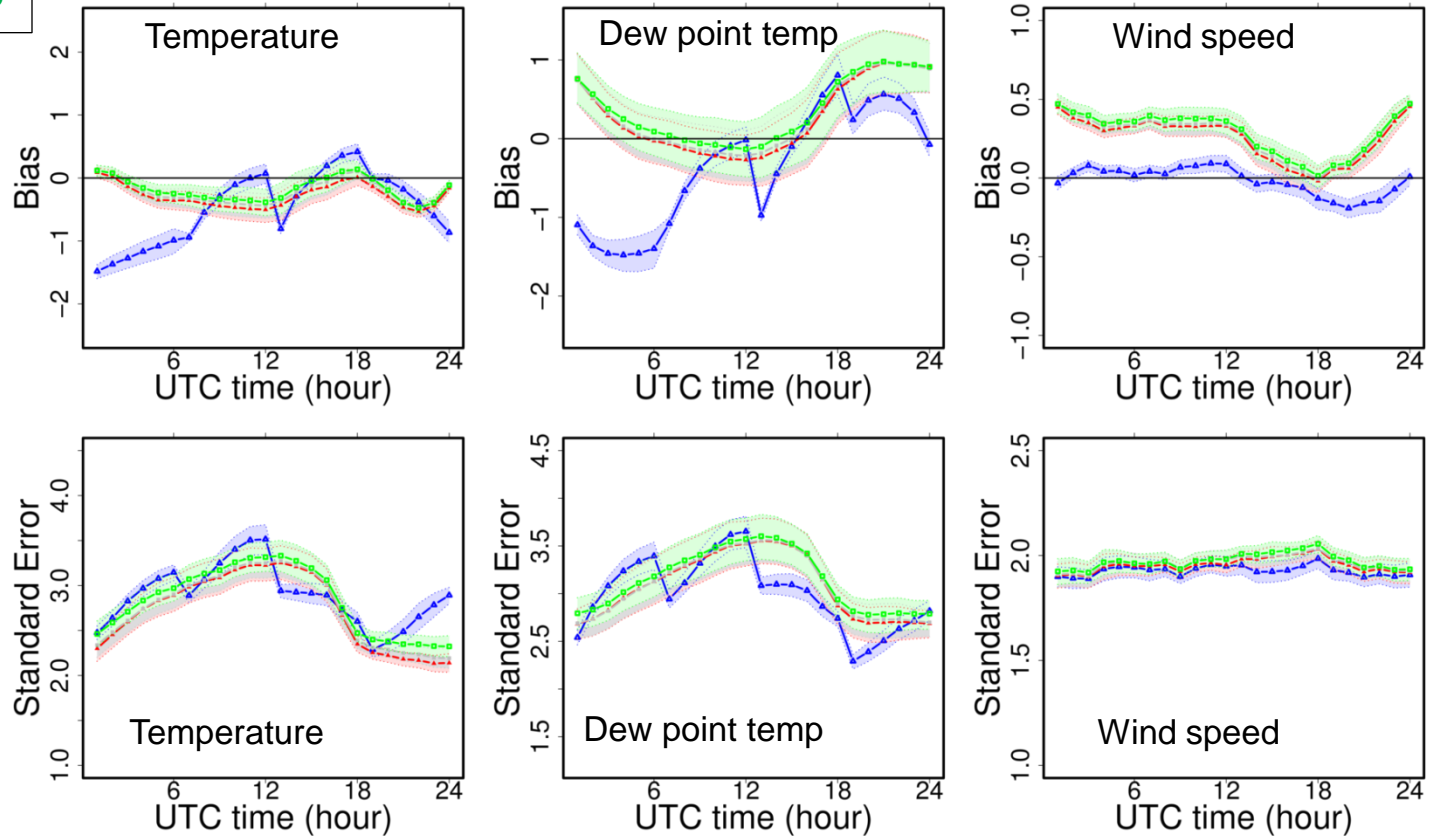 Temperature
2
1
0
−1
−2
Bias
6 12 18 24
UTC time (hour)
Dew point temp
1
0
−1
−2
Bias
6 12 18 24
UTC time (hour)
Wind speed
1.0
0.5
0.0
−0.5
−1.0
Bias
6 12 18 24
UTC time (hour)
Temperature
4.0
3.0
2.0
1.0
Standard Error
6 12 18 24
UTC time (hour)
Dew point temp
4.5
3.5
2.5
1.5
Standard Error
6 12 18 24
UTC time (hour)
Wind speed
2.5
2.0
1.5
1.0
Standard Error
6 12 18 24
UTC time (hour)